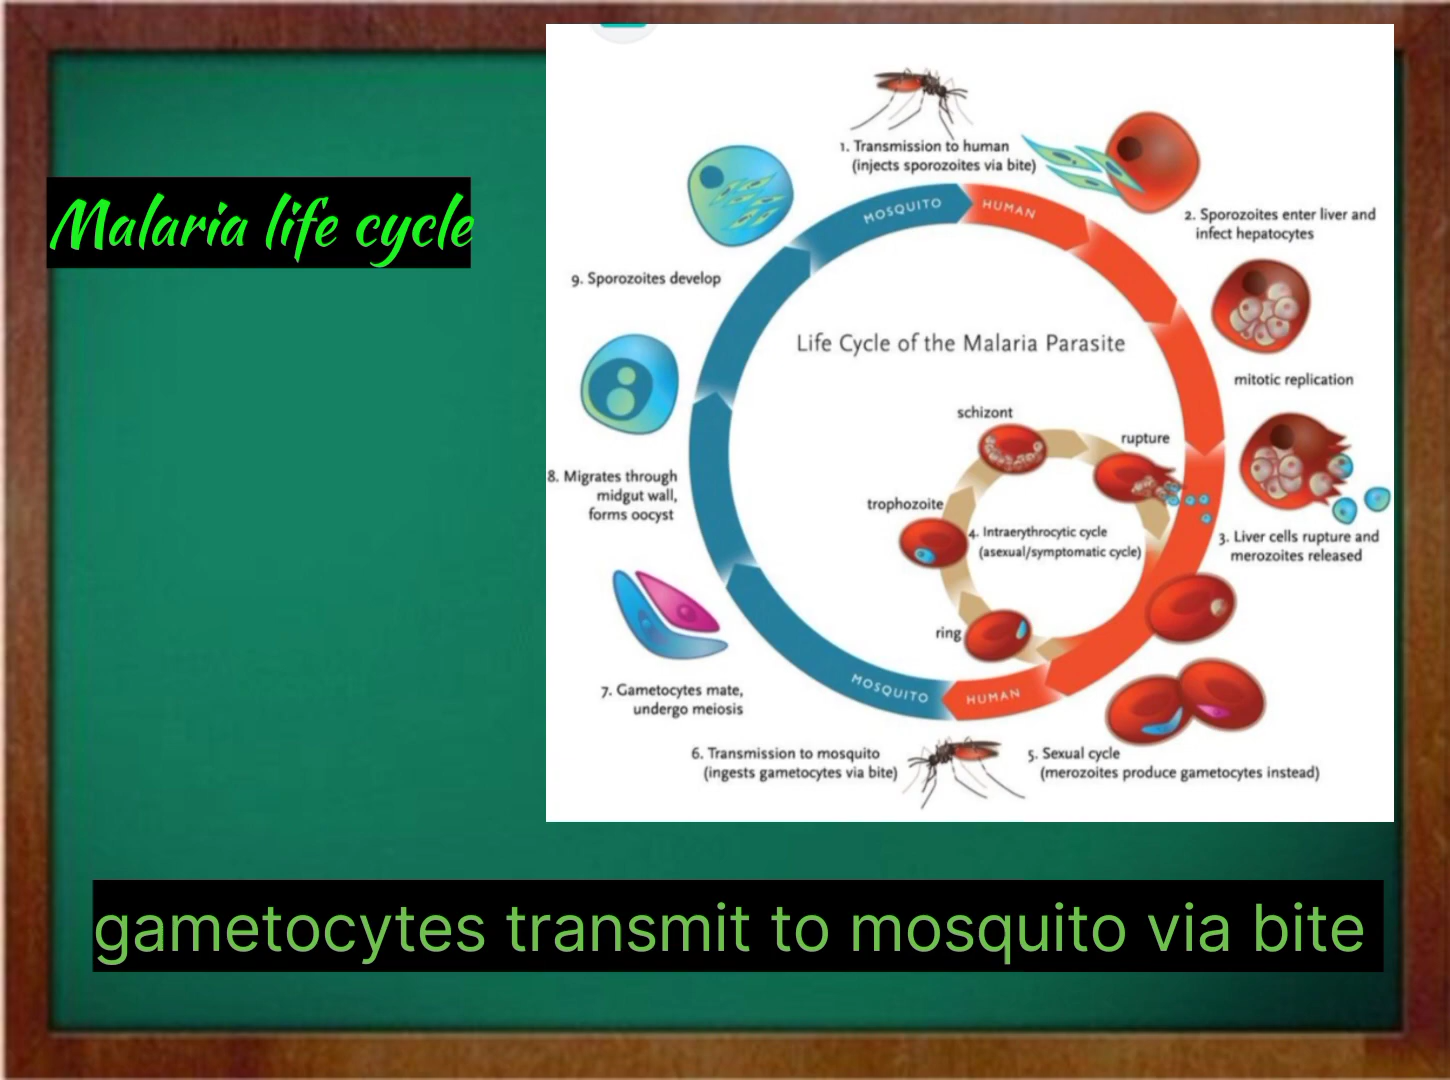 Malaria life cycle
1. Transmission to human
(injects sporozoites via bite)
MOSQUITO
HUMAN
2. Sporozoites enter liver and
infect hepatocytes
9. Sporozoites develop
Life Cycle of the Malaria Parasite
mitotic replication
schizont
rupture
8. Migrates through
midgut wall,
forms oocyst
trophozoite
4. Intraerythrocytic cycle
(asexual/symptomatic cycle)
3. Liver cells rupture and
merozoites released
ring
7. Gametocytes mate,
undergo meiosis
MOSQUITO
HUMAN
6. Transmission to mosquito
(ingests gametocytes via bite)
5. Sexual cycle
(merozoites produce gametocytes instead)
gametocytes transmit to mosquito via bite